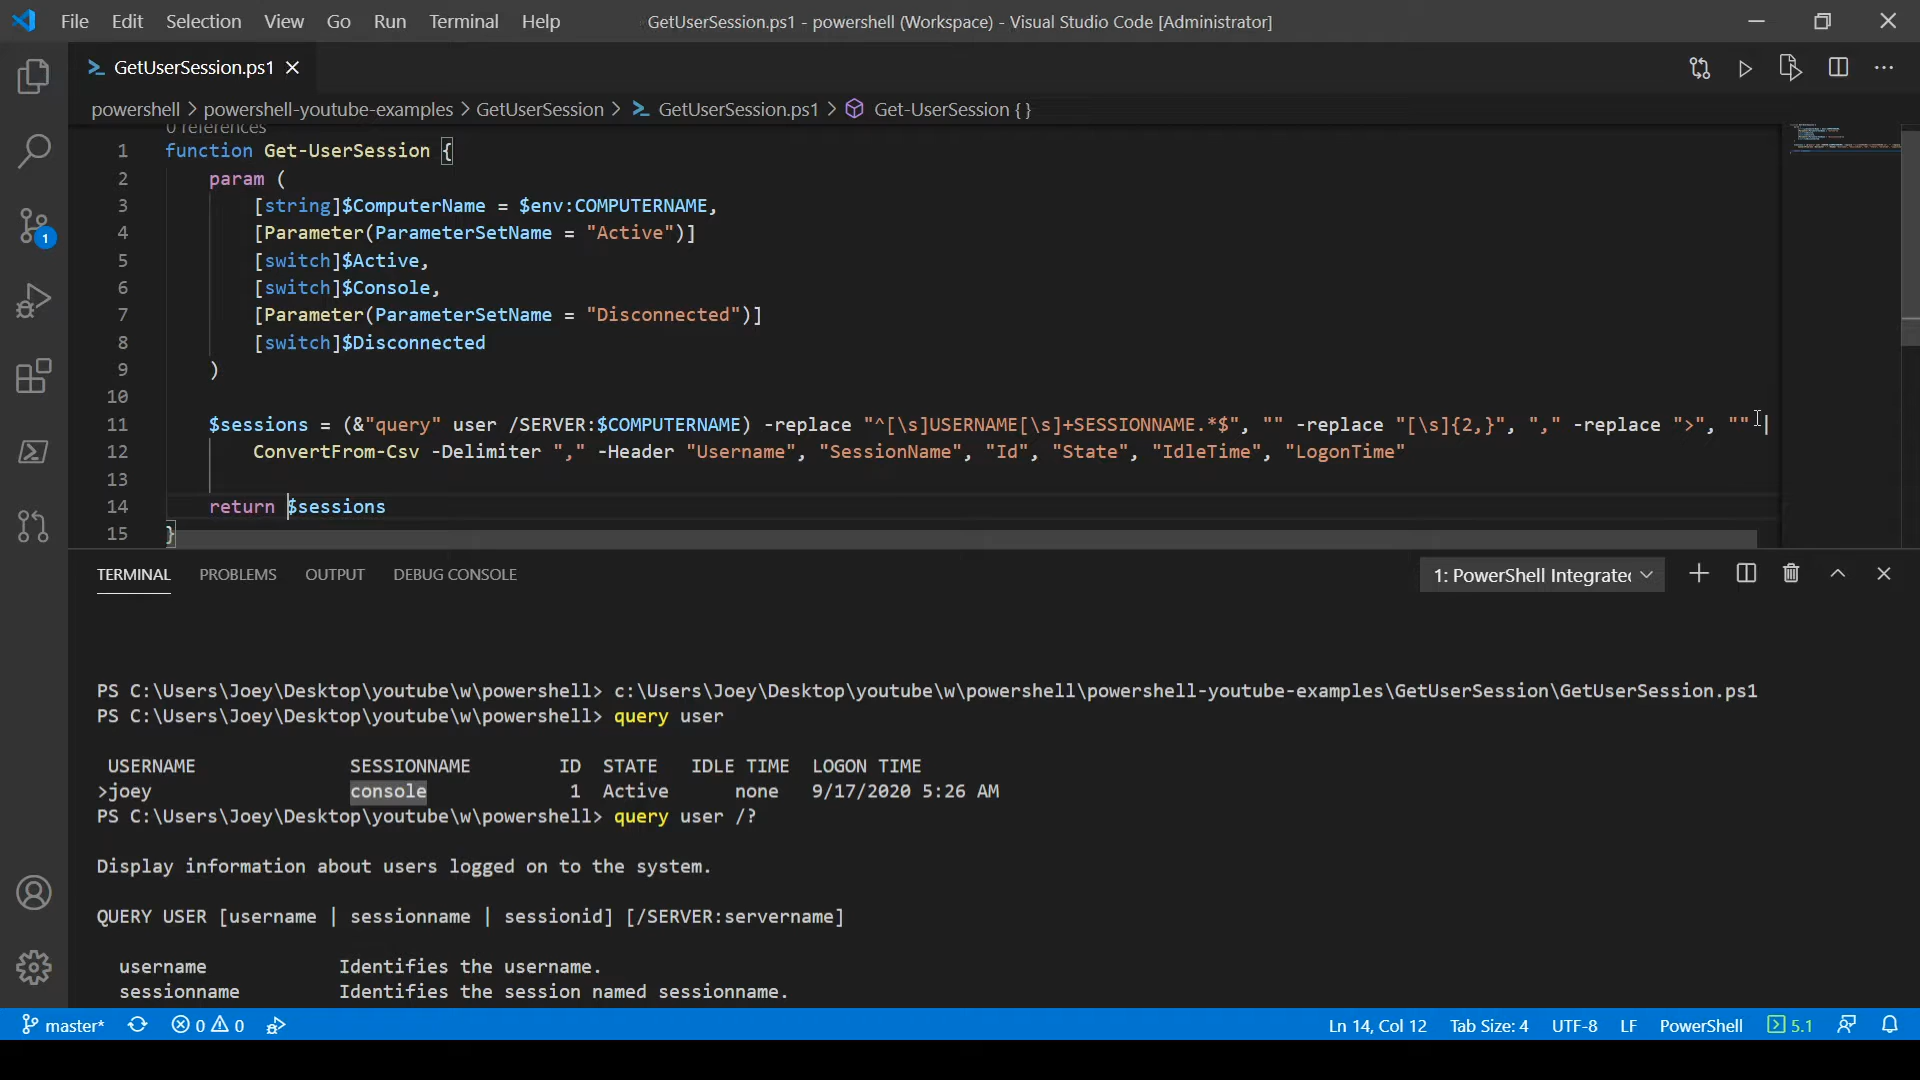 File Edit Selection View Go Run Terminal Help
GetUserSession.ps1 - powershell (Workspace) - Visual Studio Code [Administrator]
GetUserSession.ps1
powershell > powershell-youtube-examples > GetUserSession > GetUserSession.ps1 > Get-UserSession { }
0 references
1 function Get-UserSession {
2 param (
3 [string]$ComputerName = $env:COMPUTERNAME,
4 [Parameter(ParameterSetName = "Active")]
5 [switch]$Active,
6 [switch]$Console,
7 [Parameter(ParameterSetName = "Disconnected")]
8 [switch]$Disconnected
9 )
10
11 $sessions = (&"query" user /SERVER:$COMPUTERNAME) -replace "^[\s]USERNAME[\s]+SESSIONNAME.*$", "" -replace "[\s]{2,}", "," -replace ">", "" |
12 ConvertFrom-Csv -Delimiter "," -Header "Username", "SessionName", "Id", "State", "IdleTime", "LogonTime"
13
14 return $sessions
15 }
1
TERMINAL PROBLEMS OUTPUT DEBUG CONSOLE
1: PowerShell Integrated
PS C:\Users\Joey\Desktop\youtube\w\powershell> c:\Users\Joey\Desktop\youtube\w\powershell\powershell-youtube-examples\GetUserSession\GetUserSession.ps1
PS C:\Users\Joey\Desktop\youtube\w\powershell> query user
USERNAME SESSIONNAME ID STATE IDLE TIME LOGON TIME
>joey console 1 Active none 9/17/2020 5:26 AM
PS C:\Users\Joey\Desktop\youtube\w\powershell> query user /?
Display information about users logged on to the system.
QUERY USER [username | sessionname | sessionid] [/SERVER:servername]
username Identifies the username.
sessionname Identifies the session named sessionname.
master* 0 0 Ln 14, Col 12 Tab Size: 4 UTF-8 LF PowerShell 5.1